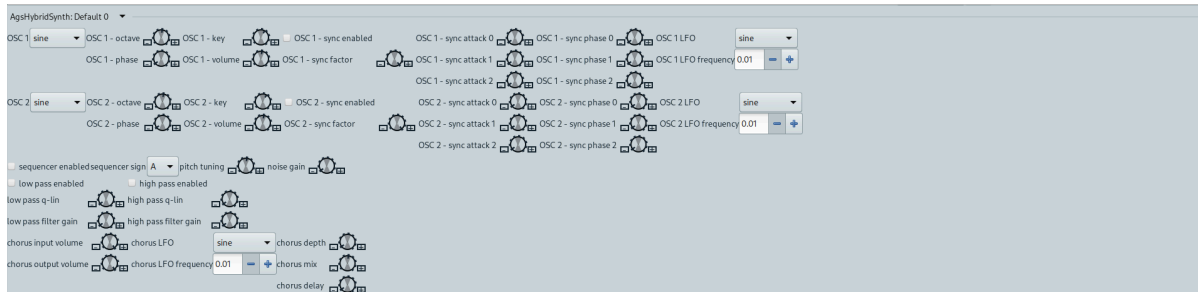 AgsHybridSynth: Default 0
OSC 1 sine OSC 1 - octave OSC 1 - key OSC 1 - sync enabled OSC 1 - sync attack 0 OSC 1 - sync phase 0 OSC 1 LFO sine
OSC 1 - phase OSC 1 - volume OSC 1 - sync factor OSC 1 - sync attack 1 OSC 1 - sync phase 1 OSC 1 LFO frequency 0.01
OSC 1 - sync attack 2 OSC 1 - sync phase 2
OSC 2 sine OSC 2 - octave OSC 2 - key OSC 2 - sync enabled OSC 2 - sync attack 0 OSC 2 - sync phase 0 OSC 2 LFO sine
OSC 2 - phase OSC 2 - volume OSC 2 - sync factor OSC 2 - sync attack 1 OSC 2 - sync phase 1 OSC 2 LFO frequency 0.01
OSC 2 - sync attack 2 OSC 2 - sync phase 2
sequencer enabled sequencer sign A pitch tuning noise gain
low pass enabled high pass enabled
low pass q-lin high pass q-lin
low pass filter gain high pass filter gain
chorus input volume chorus LFO sine chorus depth
chorus output volume chorus LFO frequency 0.01 chorus mix
chorus delay